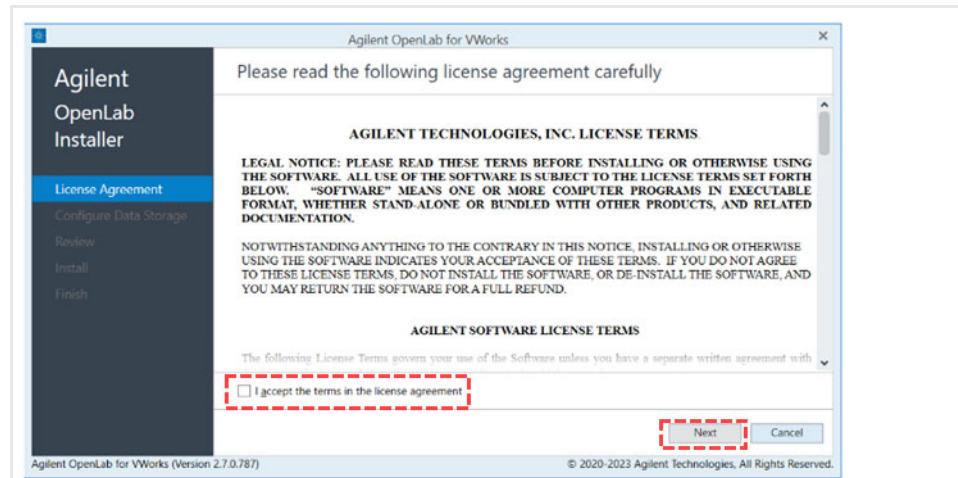 Agilent OpenLab for VWorks
Agilent
OpenLab
Installer
License Agreement
Configure Data Storage
Review
Install
Finish
Please read the following license agreement carefully
AGILENT TECHNOLOGIES, INC. LICENSE TERMS
LEGAL NOTICE: PLEASE READ THESE TERMS BEFORE INSTALLING OR OTHERWISE USING
THE SOFTWARE. ALL USE OF THE SOFTWARE IS SUBJECT TO THE LICENSE TERMS SET FORTH
BELOW. “SOFTWARE” MEANS ONE OR MORE COMPUTER PROGRAMS IN EXECUTABLE
FORMAT, WHETHER STAND-ALONE OR BUNDLED WITH OTHER PRODUCTS, AND RELATED
DOCUMENTATION.
NOTWITHSTANDING ANYTHING TO THE CONTRARY IN THIS NOTICE, INSTALLING OR OTHERWISE
USING THE SOFTWARE INDICATES YOUR ACCEPTANCE OF THESE TERMS. IF YOU DO NOT AGREE
TO THESE LICENSE TERMS, DO NOT INSTALL THE SOFTWARE, OR DE-INSTALL THE SOFTWARE, AND
YOU MAY RETURN THE SOFTWARE FOR A FULL REFUND.
AGILENT SOFTWARE LICENSE TERMS
The following License Terms govern your use of the Software unless you have a separate written agreement with
I accept the terms in the license agreement
Next Cancel
Agilent OpenLab for VWorks (Version 2.7.0.787) © 2020-2023 Agilent Technologies, All Rights Reserved.